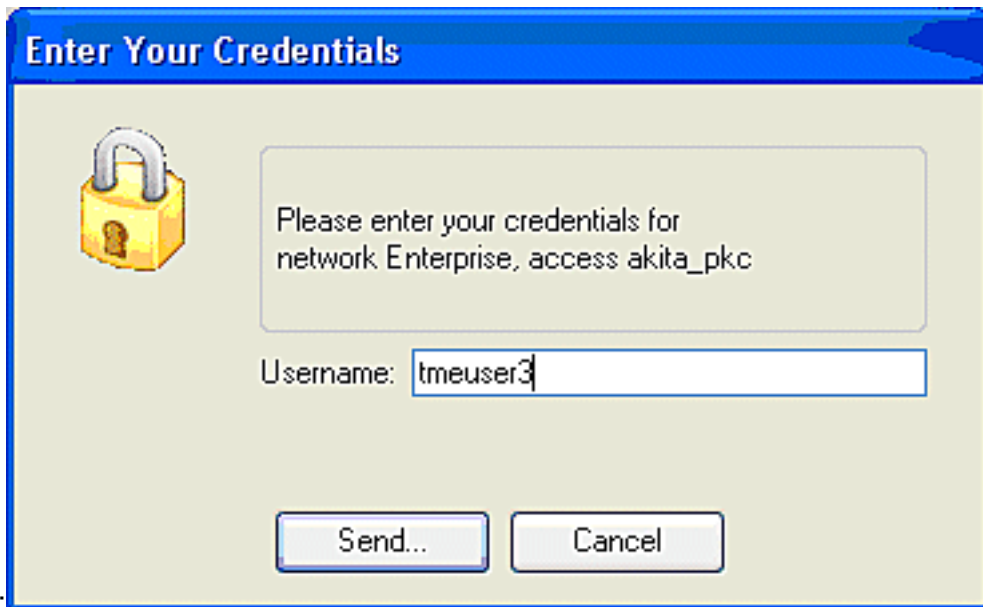 Enter Your Credentials
Please enter your credentials for
network Enterprise, access akita_pkc
Username: tmeuser3
Send... Cancel
.